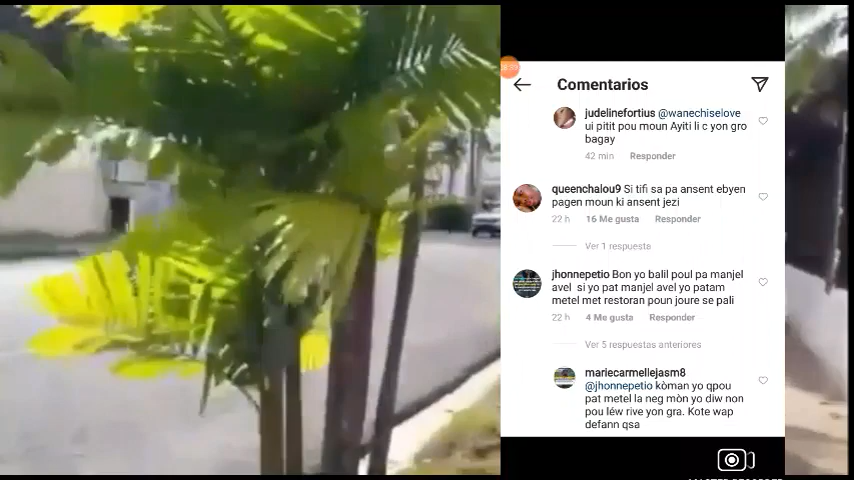 Comentarios
judelinefortius @wanechiselove
ui pitit pou moun Ayiti li c yon gro
bagay
42 min Responder
queenchalou9 Si tifi sa pa ansent ebyen
pagen moun ki ansent jezi
22 h 16 Me gusta Responder
Ver 1 respuesta
jhonnepetio Bon yo balil poul pa manjel
avel si yo pat manjel avel yo patam
metel met restoran poun joure se pali
22 h 4 Me gusta Responder
Ver 5 respuestas anteriores
mariecarmellejasm8
@jhonnepetio kòman yo qpou
pat metel la neg mòn yo diw non
pou léw rive yon gra. Kote wap
defann qsa